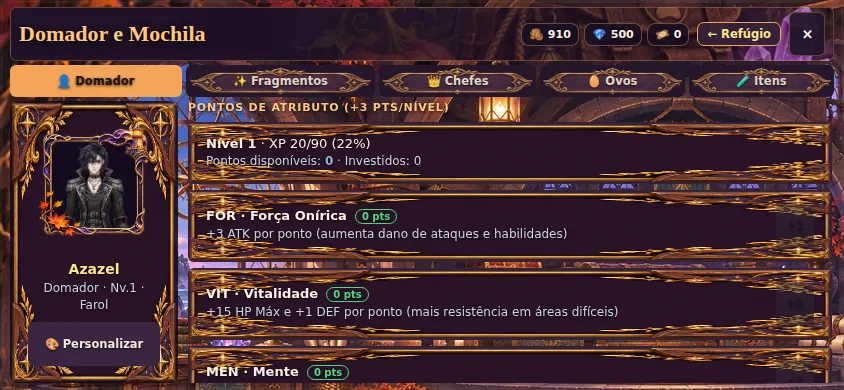 Domador e Mochila
910
500
0
← Refúgio
×
Domador
Fragmentos
Chefes
Ovos
Itens
PONTOS DE ATRIBUTO (+3 PTS/NÍVEL)
Nível 1 · XP 20/90 (22%)
Pontos disponíveis: 0 · Investidos: 0
FOR · Força Onírica 0 pts
+3 ATK por ponto (aumenta dano de ataques e habilidades)
+1
VIT · Vitalidade 0 pts
+15 HP Máx e +1 DEF por ponto (mais resistência em áreas difíceis)
+1
MEN · Mente 0 pts
Azazel
Domador · Nv.1 ·
Farol
Personalizar